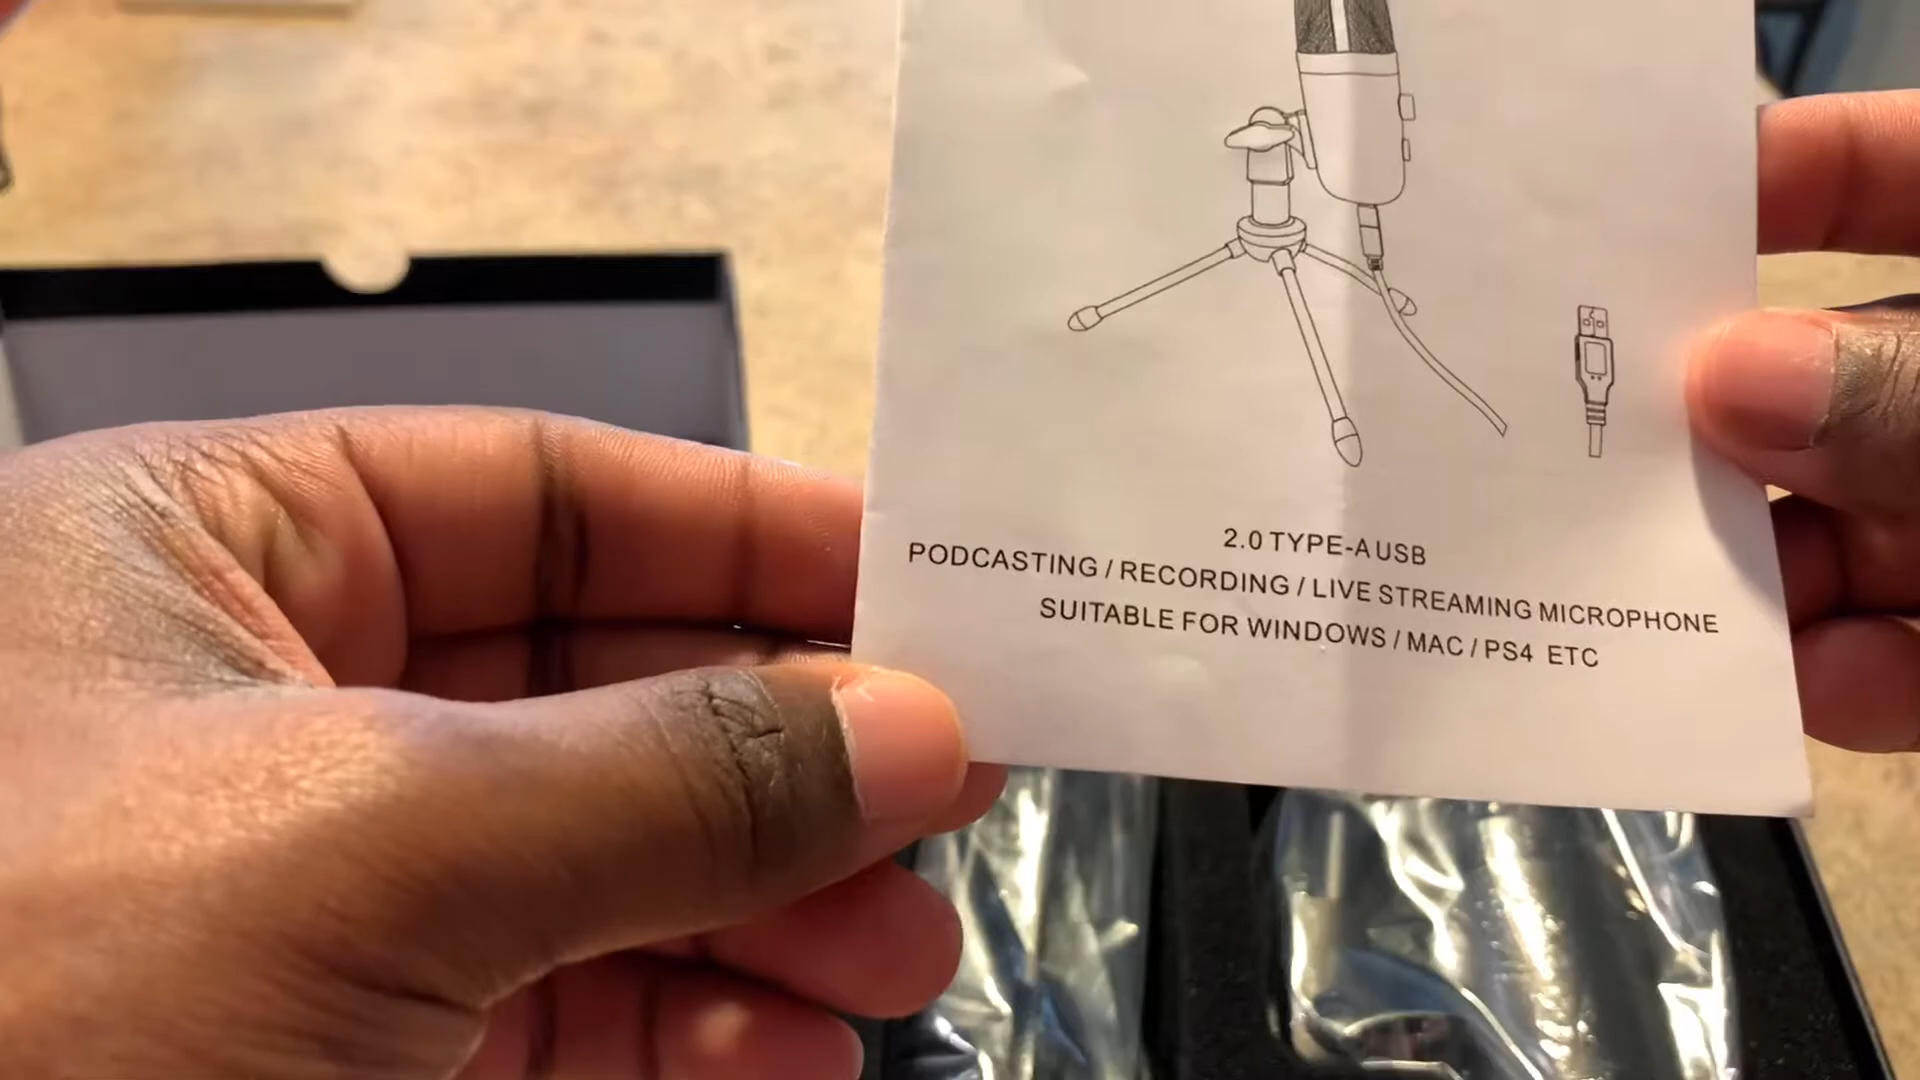 2.0 TYPE-A USB
PODCASTING / RECORDING / LIVE STREAMING MICROPHONE
SUITABLE FOR WINDOWS / MAC / PS4 ETC